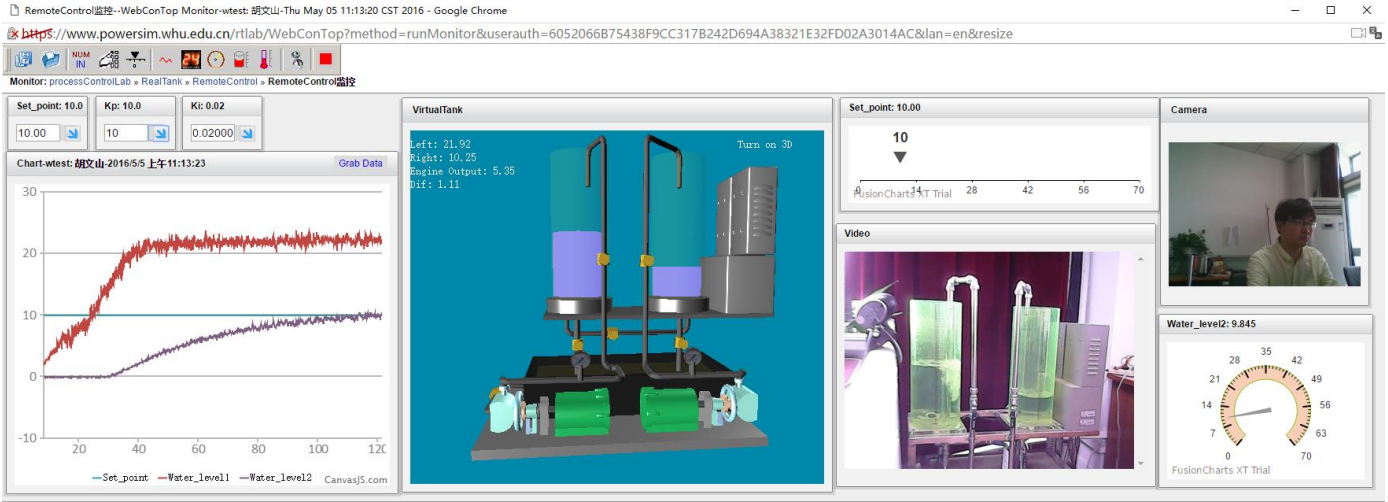 RemoteControl监控--WebConTop Monitor-wtest: 胡文山-Thu May 05 11:13:20 CST 2016 - Google Chrome
https://www.powersim.whu.edu.cn/rtlab/WebConTop?method=runMonitor&userauth=6052066B75438F9CC317B242D694A38321E32FD02A3014AC&lan=en&resize
NUM
IN
24
Monitor: processControlLab » RealTank » RemoteControl » RemoteControl监控
Set_point: 10.0
Kp: 10.0
Ki: 0.02
10.00
10
0.02000
Chart-wtest: 胡文山-2016/5/5 上午11:13:23
Grab Data
30
20
10
0
-10
20 40 60 80 100 120
Set_point Water_level1 Water_level2
CanvasJS.com
VirtualTank
Left: 21.92
Right: 10.25
Engine Output: 5.35
Dif: 1.11
Turn on 3D
Set_point: 10.00
10
0 14 28 42 56 70
FusionCharts XT Trial
Video
Camera
Water_level2: 9.845
0 7 14 21 28 35 42 49 56 63 70
FusionCharts XT Trial